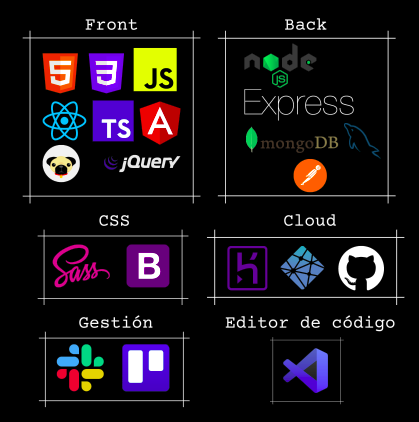 Front
Back
5
3
JS
node
JS
TS
A
Express
jQuery
mongoDB
CSS
Cloud
Sass
B
Gestión
Editor de código